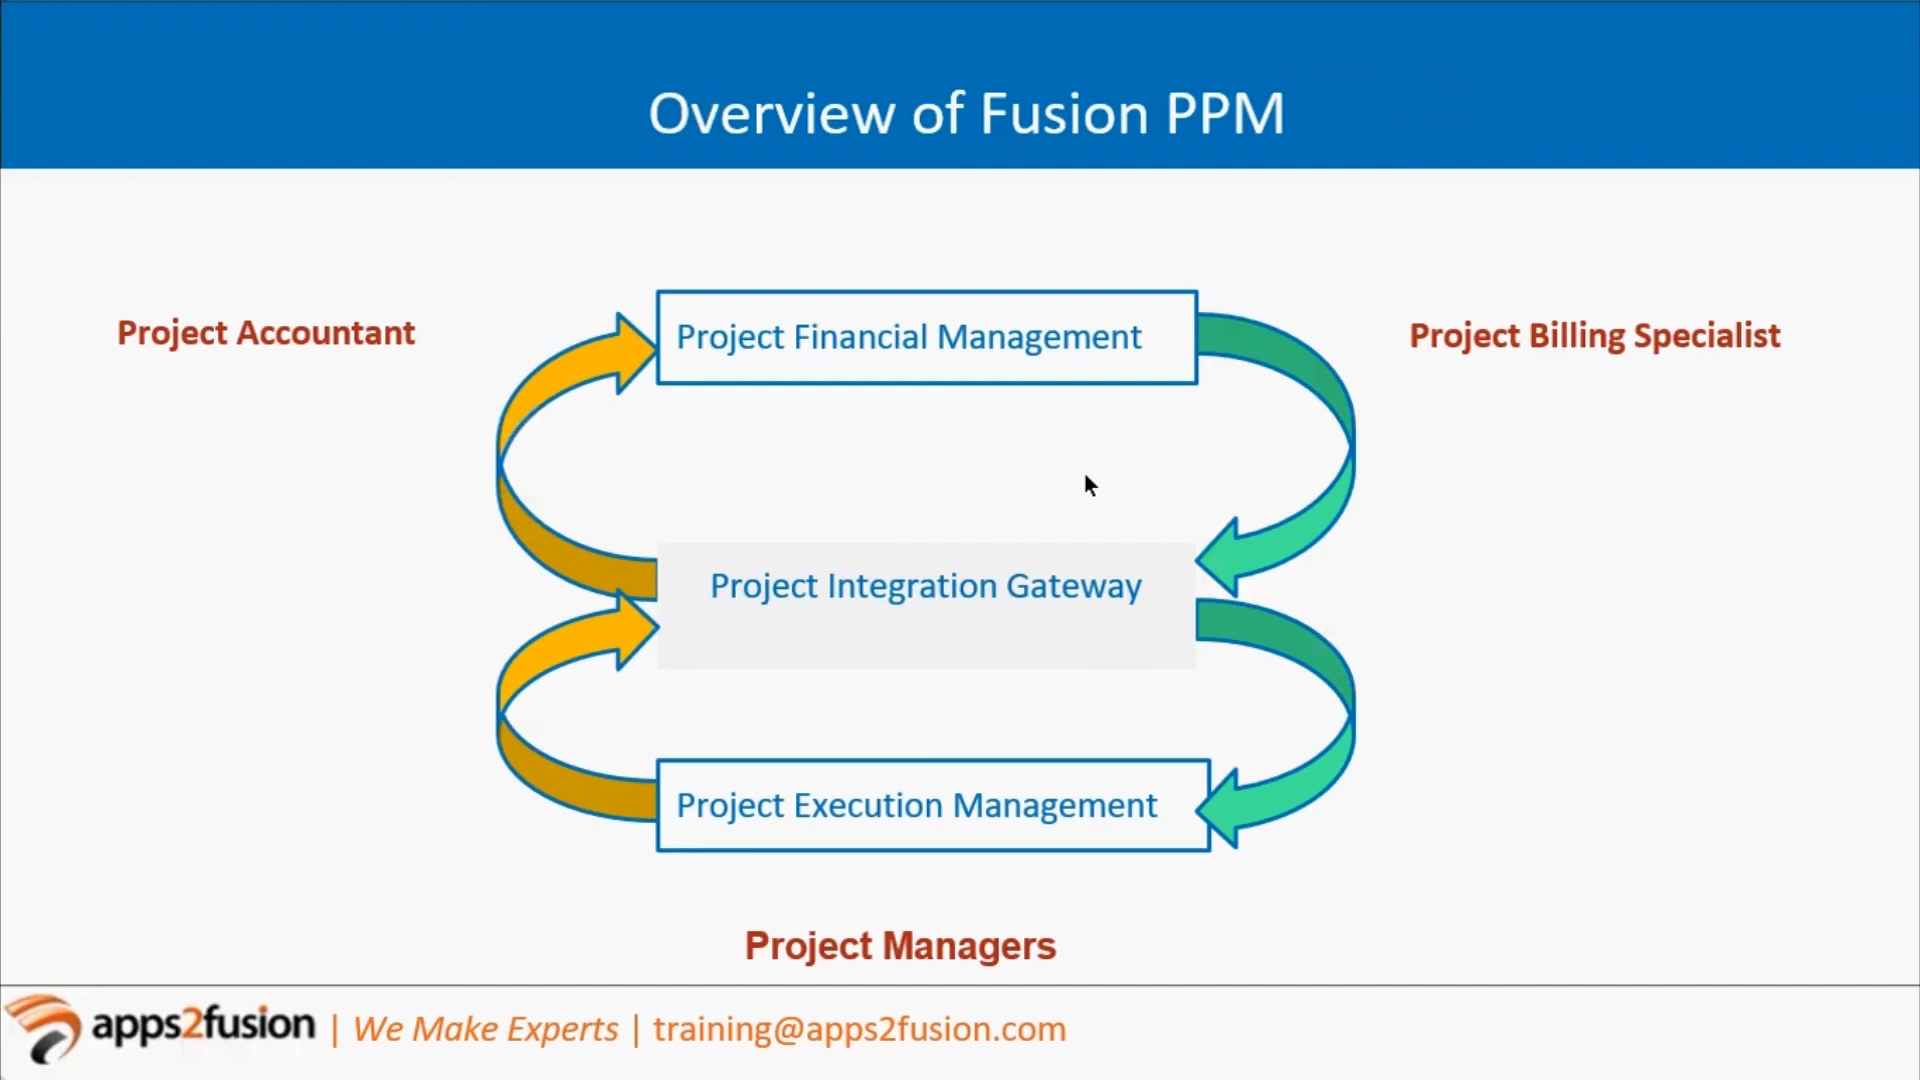 Overview of Fusion PPM
Project Accountant
Project Financial Management
Project Billing Specialist
Project Integration Gateway
Project Execution Management
Project Managers
apps2fusion | We Make Experts | training@apps2fusion.com